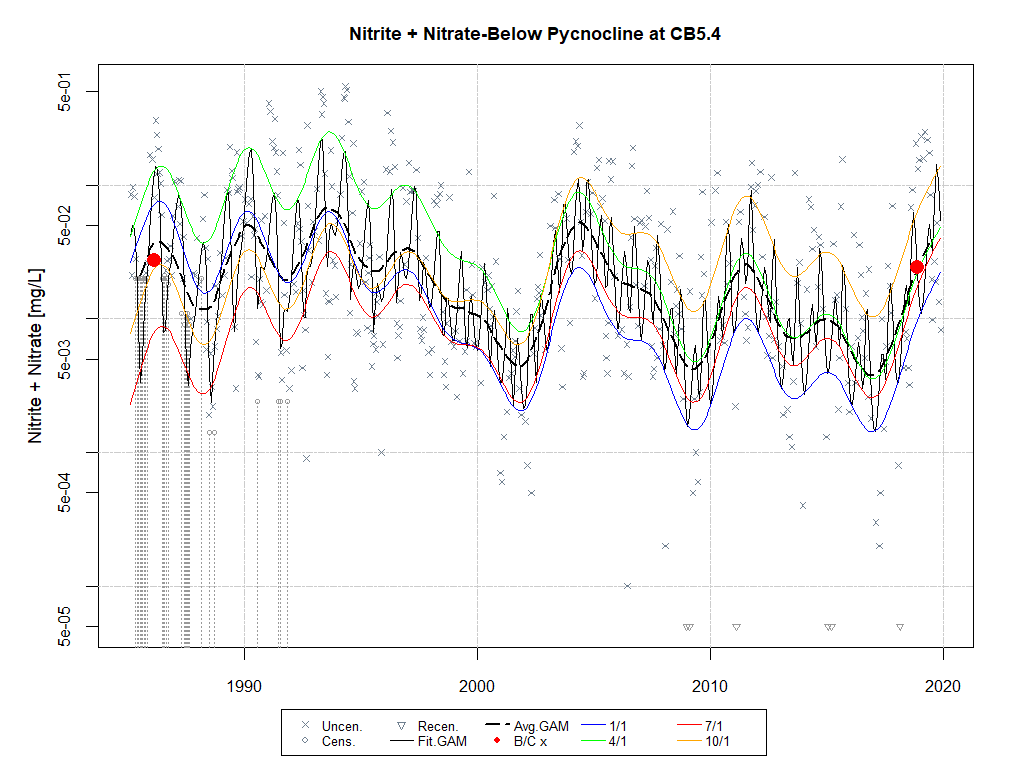 Nitrite + Nitrate-Below Pycnocline at CB5.4
Nitrite + Nitrate [mg/L]
5e-01
5e-02
5e-03
5e-04
5e-05
1990 2000 2010 2020
Uncen. Recen. Avg.GAM 1/1 7/1
Cens. Fit.GAM B/C x 4/1 10/1